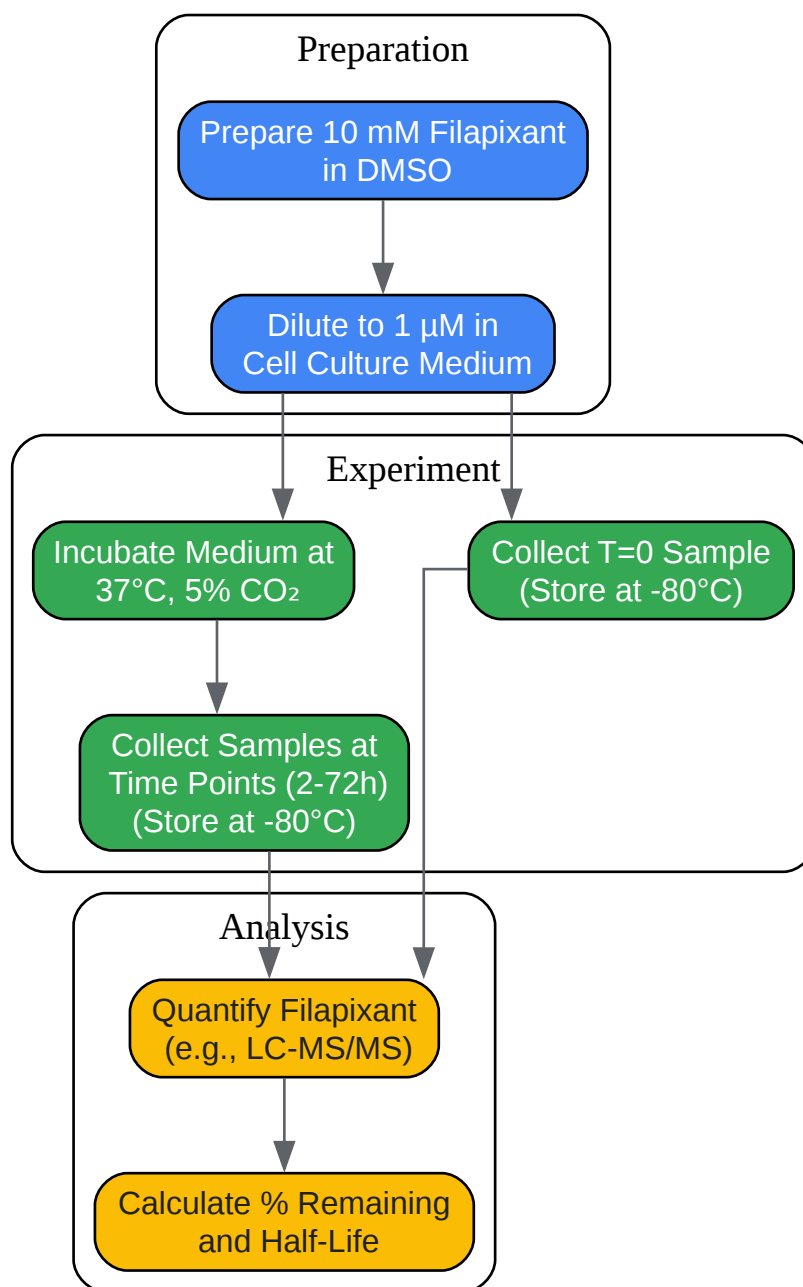 Preparation
Prepare 10 mM Filapixant
in DMSO
Dilute to 1 µM in
Cell Culture Medium
Experiment
Incubate Medium at
37°C, 5% CO₂
Collect T=0 Sample
(Store at -80°C)
Collect Samples at
Time Points (2-72h)
(Store at -80°C)
Analysis
Quantify Filapixant
(e.g., LC-MS/MS)
Calculate % Remaining
and Half-Life